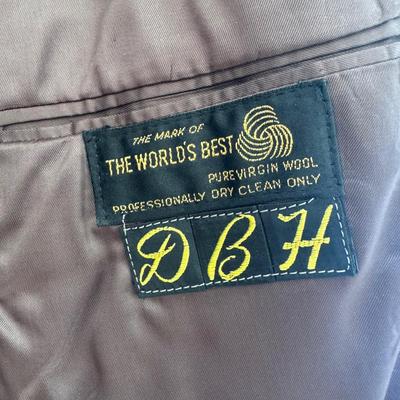 THE MARK OF
THE WORLD'S BEST
PURE VIRGIN WOOL
PROFESSIONALLY DRY CLEAN ONLY
D B H